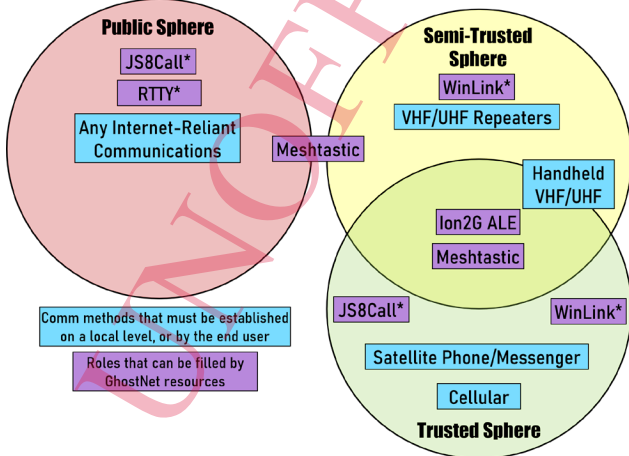 Public Sphere
JS8Call*
RTTY*
Any Internet-Reliant
Communications
Meshtastic
Semi-Trusted
Sphere
WinLink*
VHF/UHF Repeaters
Handheld
VHF/UHF
Ion2G ALE
Meshtastic
JS8Call*
WinLink*
Satellite Phone/Messenger
Cellular
Trusted Sphere
Comm methods that must be established
on a local level, or by the end user
Roles that can be filled by
GhostNet resources
UNOF